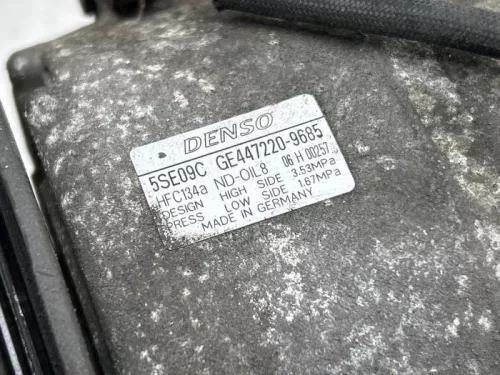 DENSO
5SE09C GE447220-9685
HFC134a ND-OIL8 06 H 00257
DESIGN HIGH SIDE 3.53MPa
PRESS LOW SIDE 1.67MPa
MADE IN GERMANY